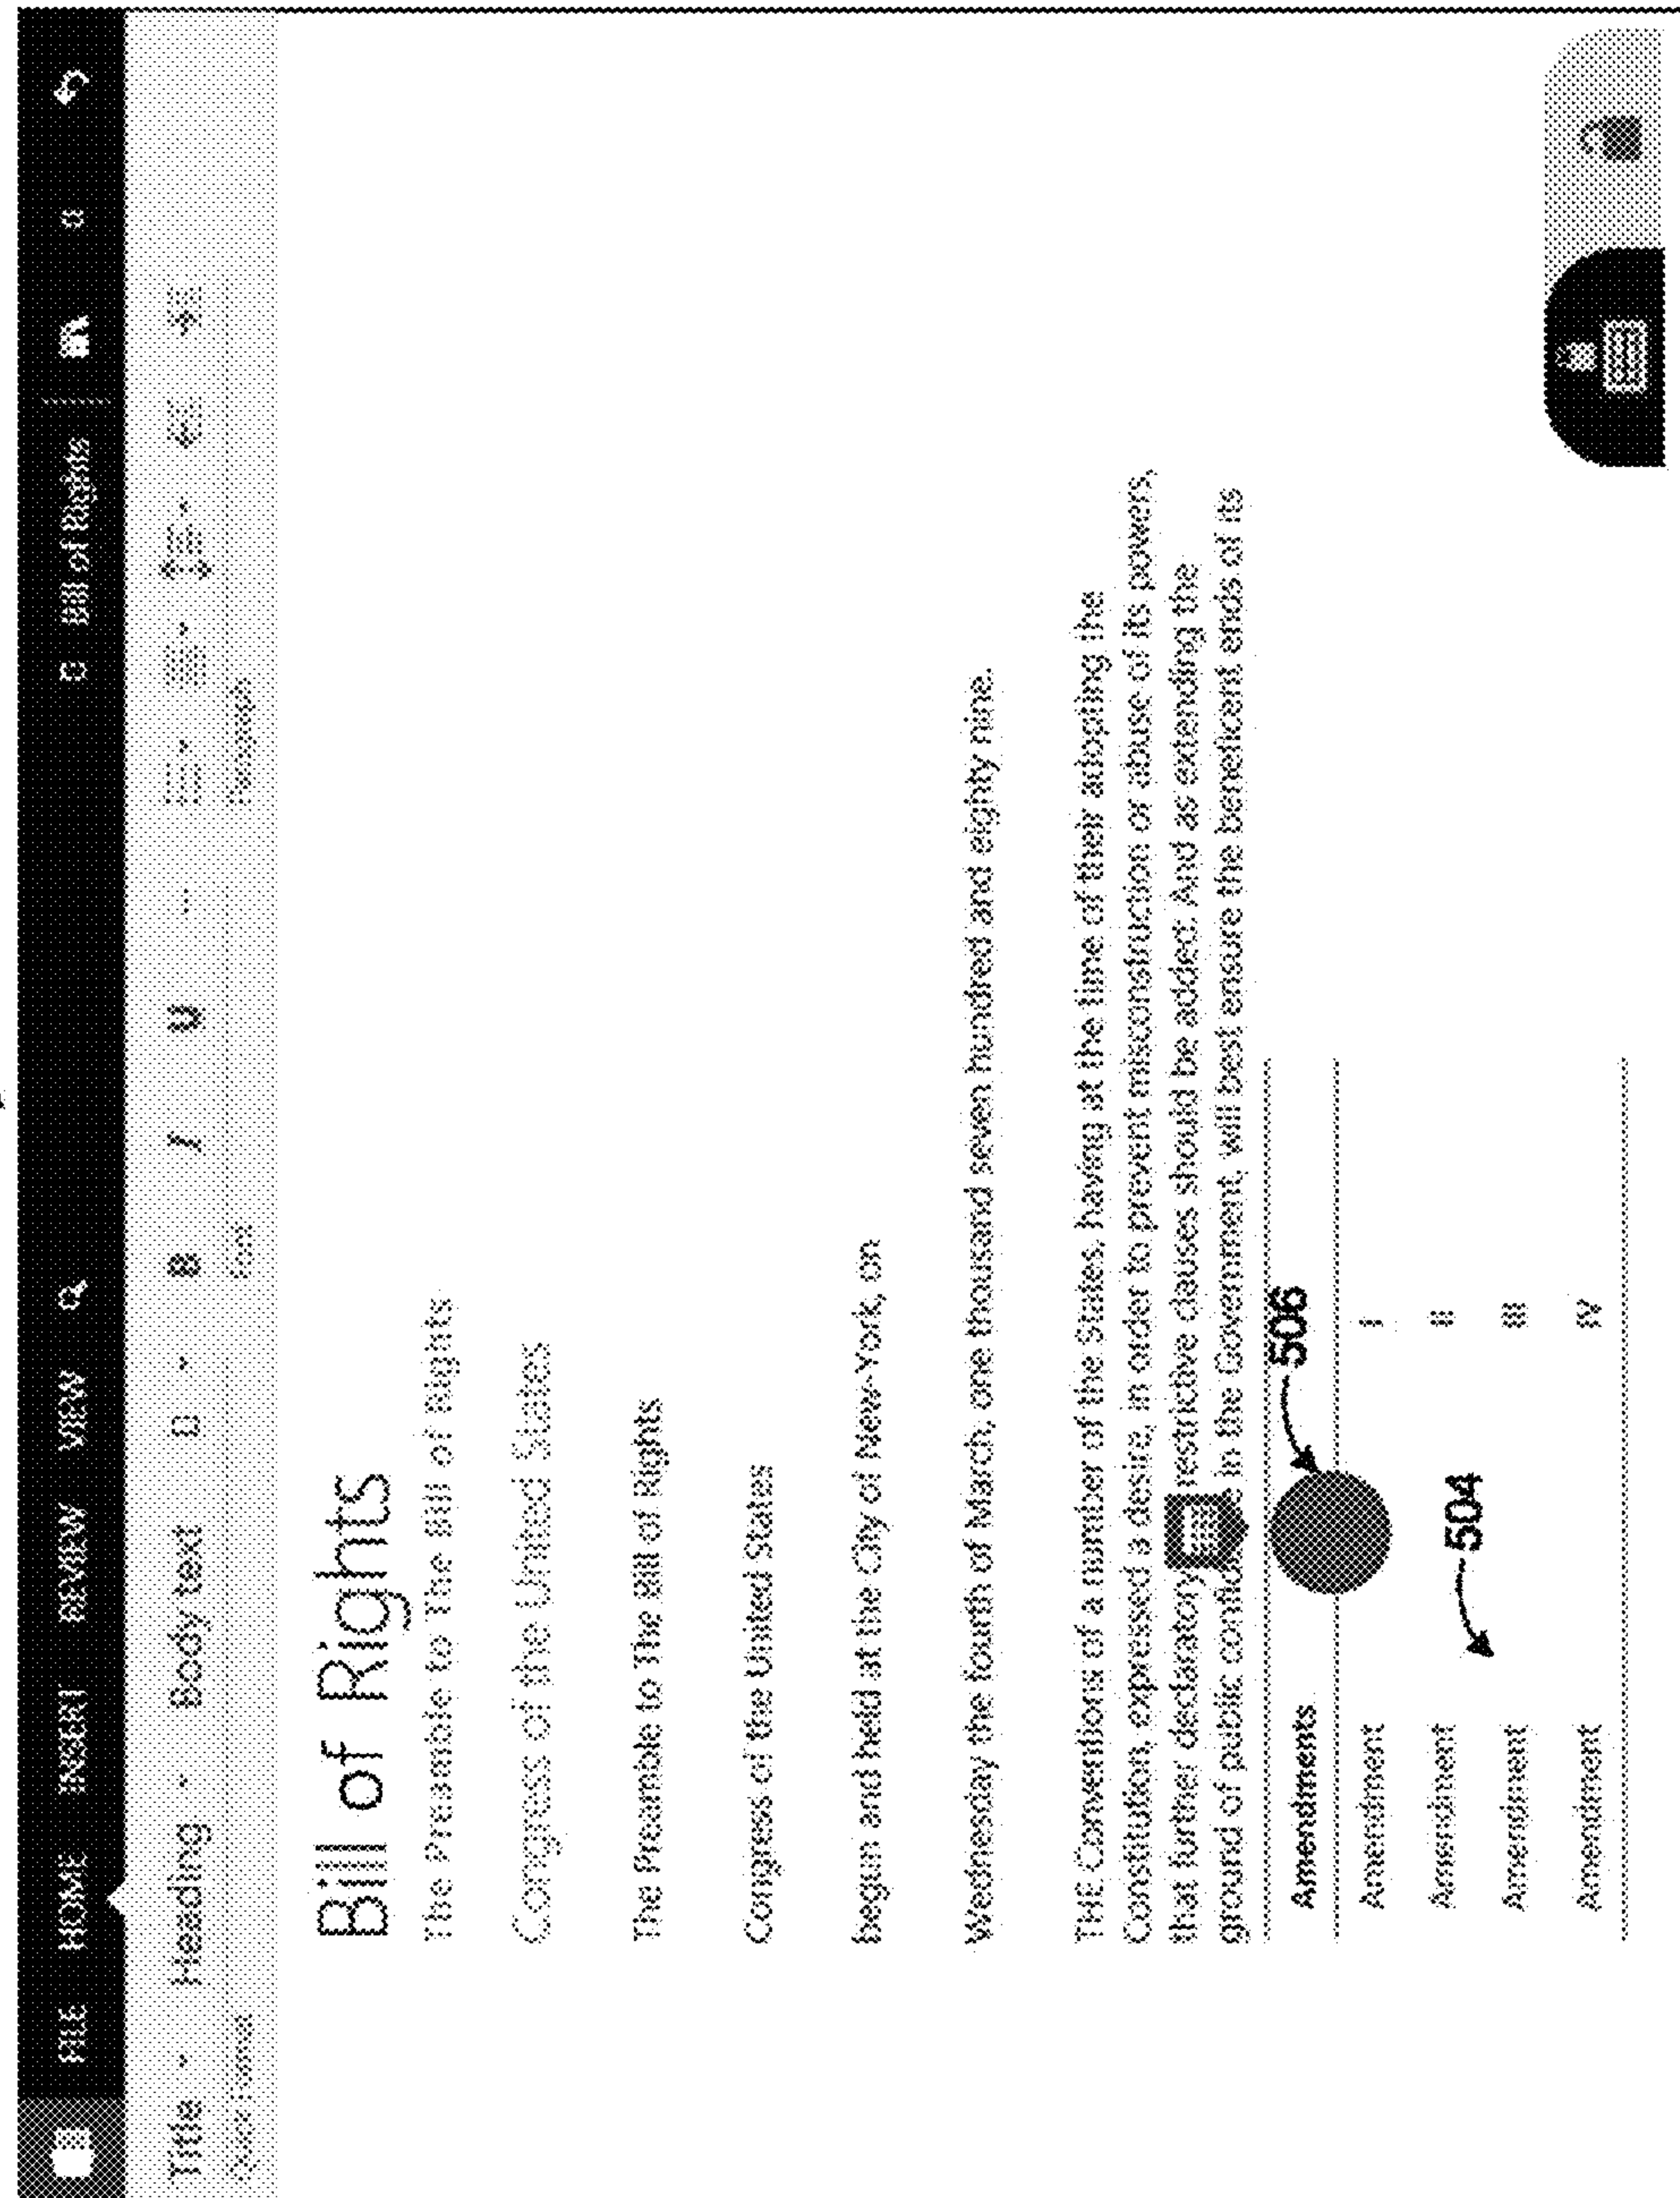 FILE HOME INSERT REVIEW VIEW Bill of Rights
Title Heading Body text B I U ...
Quick Format Font Paragraph
Bill of Rights
The Preamble to The Bill of Rights
Congress of the United States
The Preamble to The Bill of Rights
Congress of the United States
begun and held at the City of New-York, on
Wednesday the fourth of March, one thousand seven hundred and eighty nine.
THE Conventions of a number of the States, having at the time of their adopting the
Constitution, expressed a desire, in order to prevent misconstruction or abuse of its powers,
that further declaratory restrictive clauses should be added: And as extending the
ground of public confid in the Government, will best ensure the beneficent ends of its
506
Amendments
Amendment I
504
Amendment II
Amendment III
Amendment IV